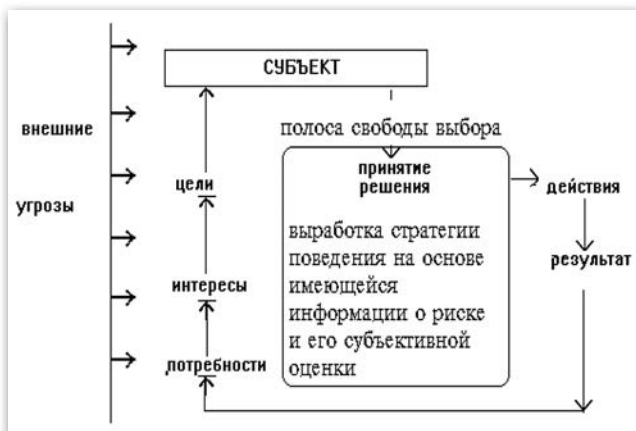 СУБЪЕКТ
внешние
угрозы
цели
интересы
потребности
полоса свободы выбора
принятие
решения
выработка стратегии
поведения на основе
имеющейся
информации о риске
и его субъективной
оценки
действия
результат